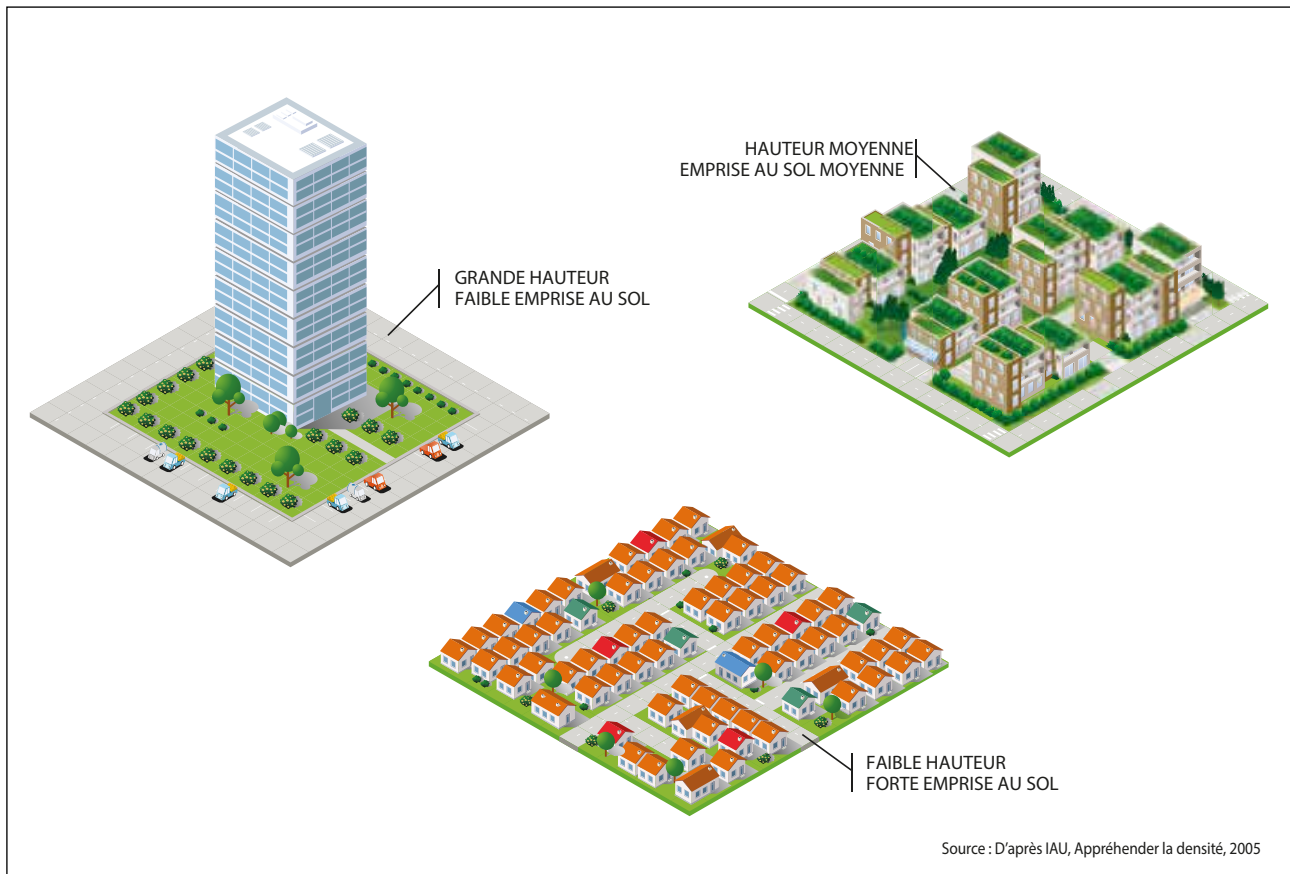 HAUTEUR MOYENNE
EMPRISE AU SOL MOYENNE
GRANDE HAUTEUR
FAIBLE EMPRISE AU SOL
FAIBLE HAUTEUR
FORTE EMPRISE AU SOL
Source : D'après IAU, Appréhender la densité, 2005